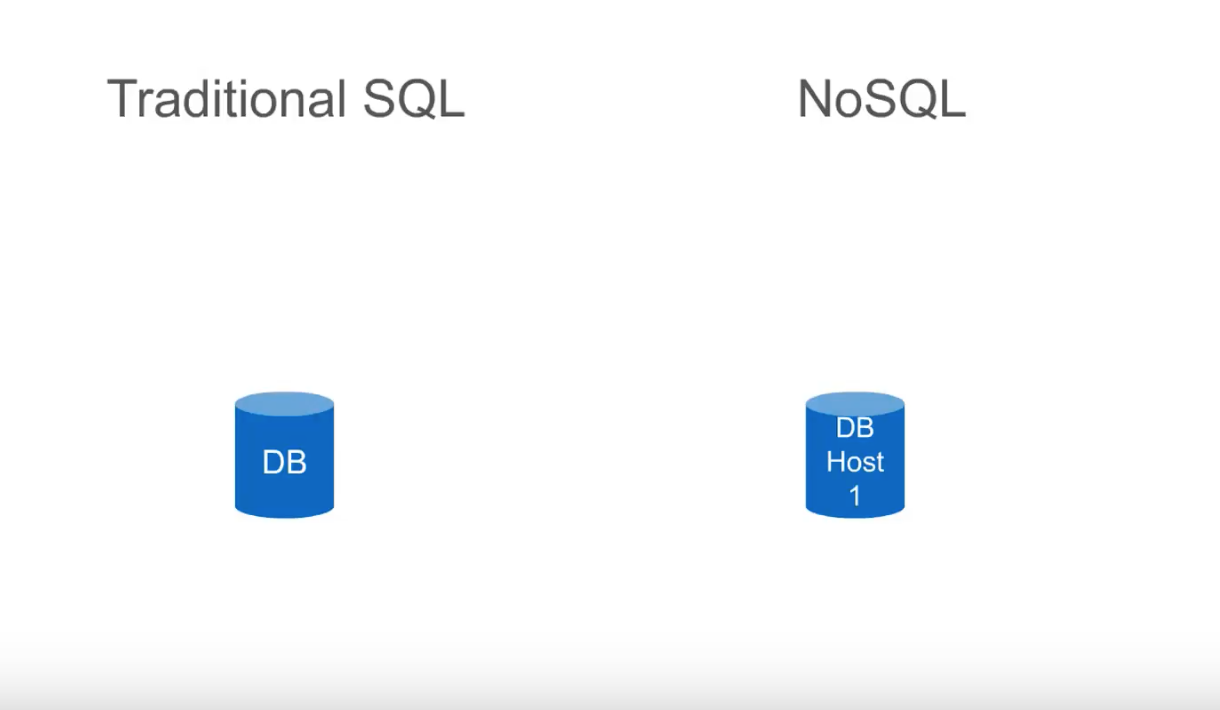 Traditional SQL
NoSQL
DB
DB
Host
1